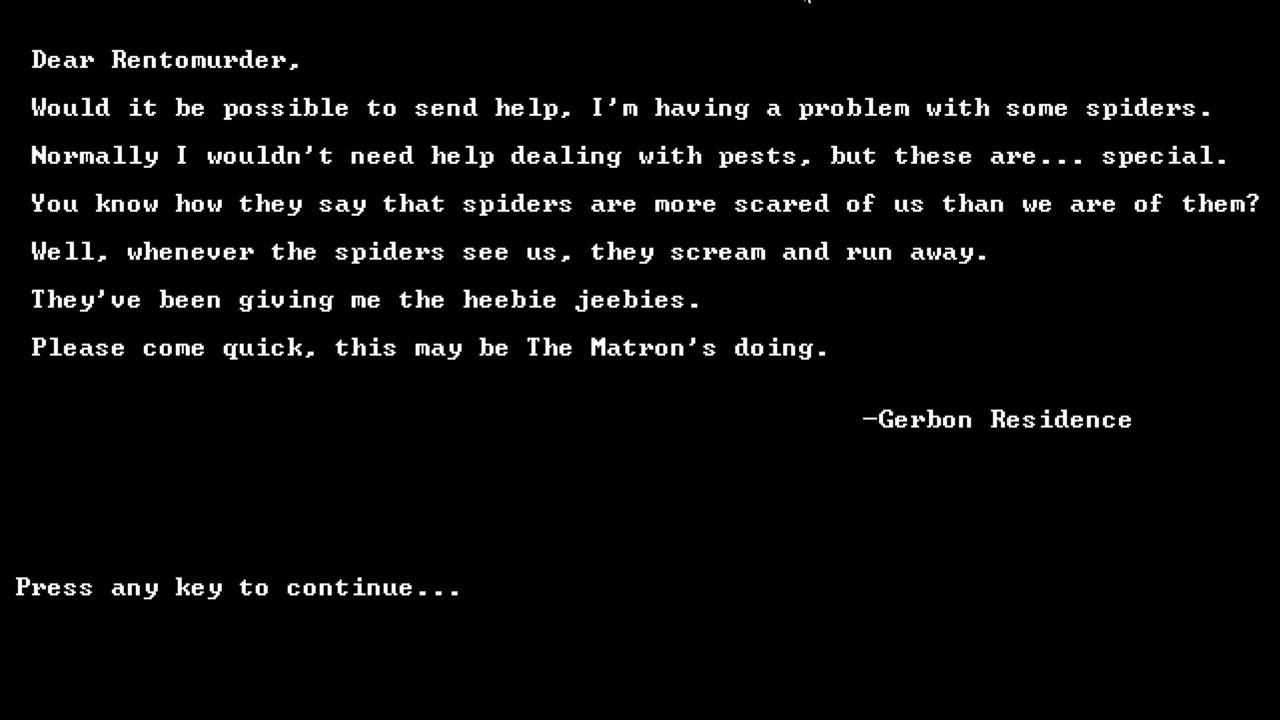 Dear Rentomurder,
Would it be possible to send help, I'm having a problem with some spiders.
Normally I wouldn't need help dealing with pests, but these are... special.
You know how they say that spiders are more scared of us than we are of them?
Well, whenever the spiders see us, they scream and run away.
They've been giving me the heebie jeebies.
Please come quick, this may be The Matron's doing.
-Gerbon Residence
Press any key to continue...